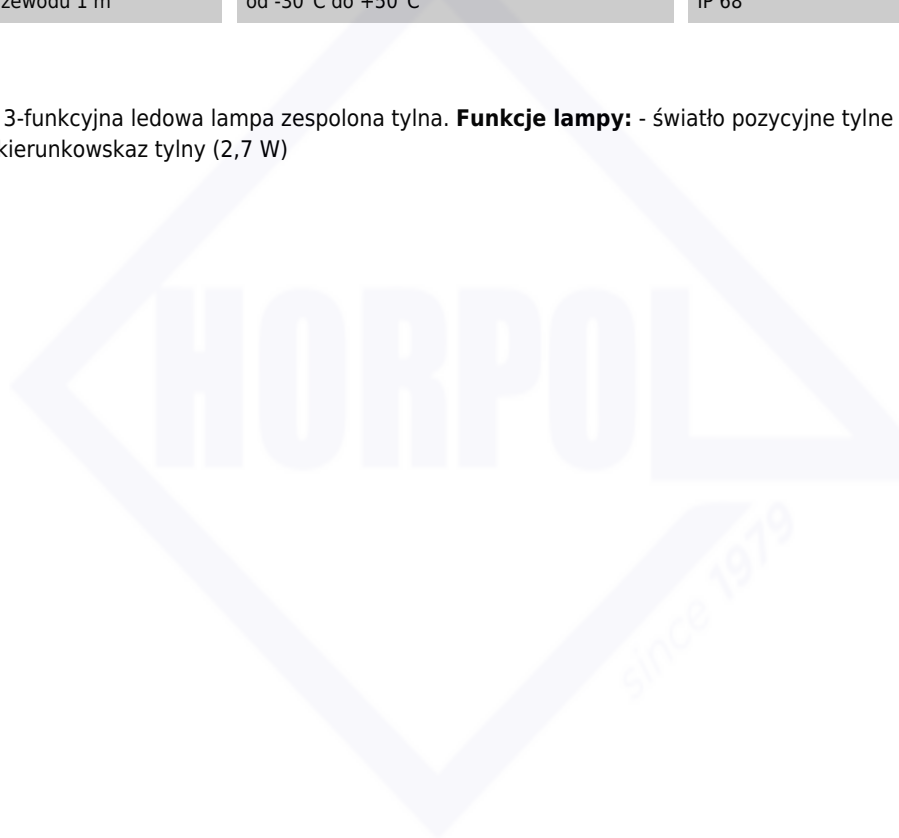 zewodu 1 m od -30°C do +50°C IP 68
3-funkcyjna ledowa lampa zespolona tylna. Funkcje lampy: - światło pozycyjne tylne
kierunkowskaz tylny (2,7 W)
HORPOL
since 1979